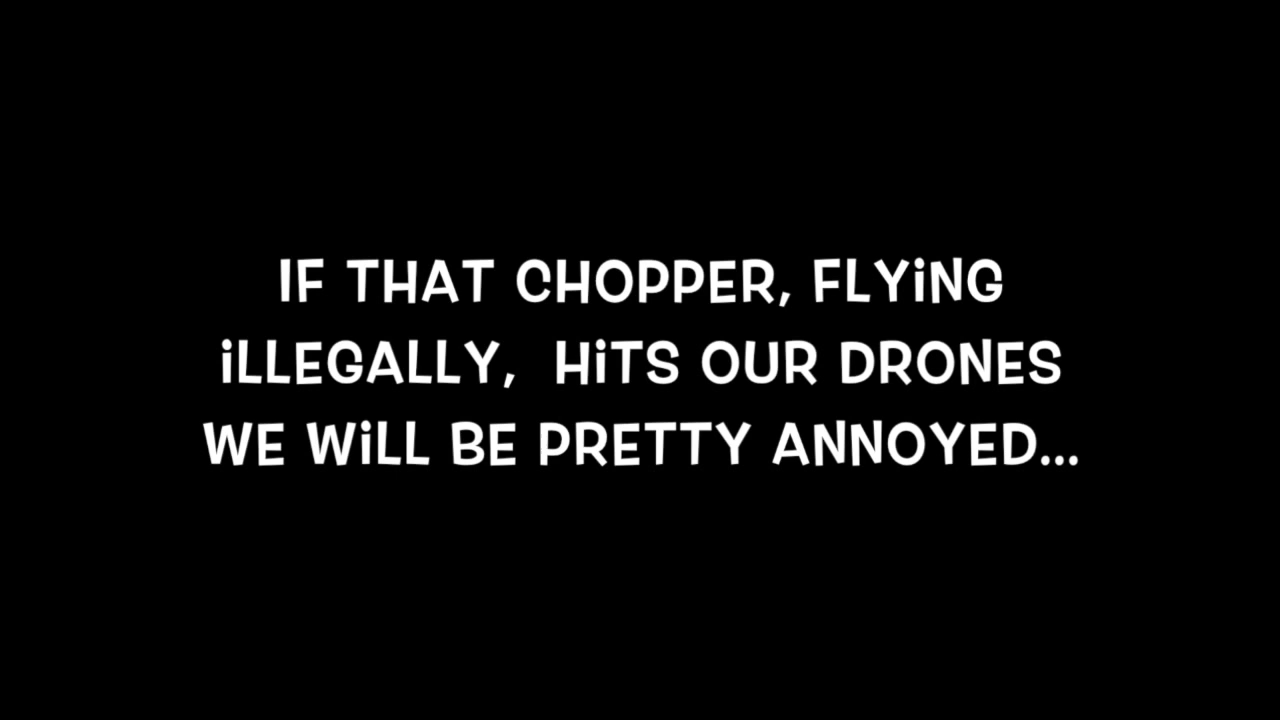 IF THAT CHOPPER, FLYiNG
iLLEGALLY,  HiTS OUR DRONES
WE WiLL BE PRETTY ANNOYED...